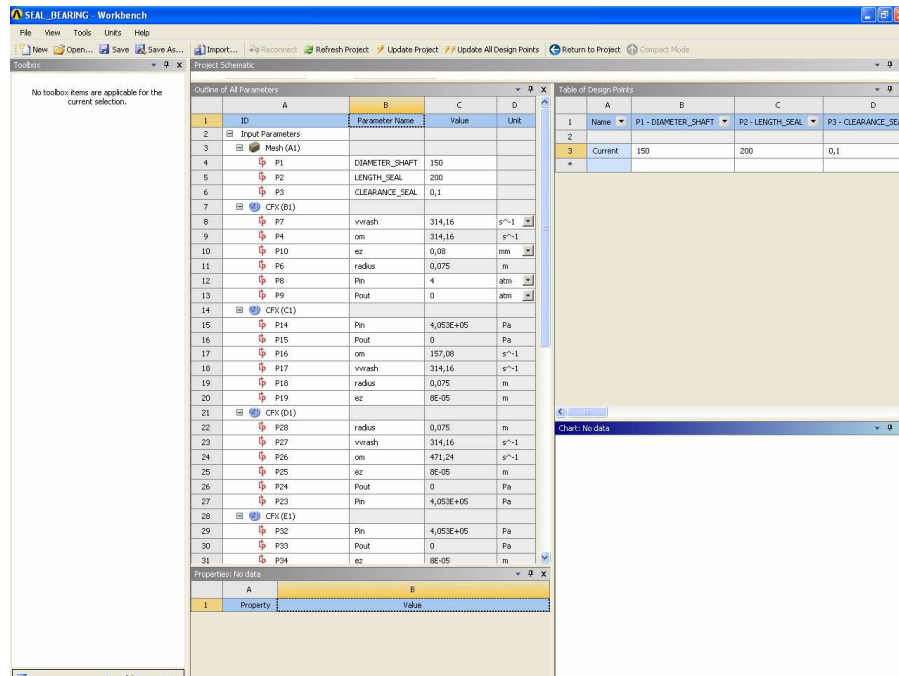 SEAL_BEARING - Workbench
File View Tools Units Help
New Open... Save Save As... Import... Reconnect Refresh Project Update Project Update All Design Points Return to Project Compact Mode
Toolbox
No toolbox items are applicable for the
current selection.
Project Schematic
Outline of All Parameters
A B C D
1 ID Parameter Name Value Unit
2 Input Parameters
3 Mesh (A1)
4 P1 DIAMETER_SHAFT 150
5 P2 LENGTH_SEAL 200
6 P3 CLEARANCE_SEAL 0,1
7 CFX (B1)
8 P7 vvrash 314,16 s^-1
9 P4 om 314,16 s^-1
10 P10 ez 0,08 mm
11 P6 radius 0,075 m
12 P8 Pin 4 atm
13 P9 Pout 0 atm
14 CFX (C1)
15 P14 Pin 4,053E+05 Pa
16 P15 Pout 0 Pa
17 P16 om 157,08 s^-1
18 P17 vvrash 314,16 s^-1
19 P18 radius 0,075 m
20 P19 ez 8E-05 m
21 CFX (D1)
22 P28 radius 0,075 m
23 P27 vvrash 314,16 s^-1
24 P26 om 471,24 s^-1
25 P25 ez 8E-05 m
26 P24 Pout 0 Pa
27 P23 Pin 4,053E+05 Pa
28 CFX (E1)
29 P32 Pin 4,053E+05 Pa
30 P33 Pout 0 Pa
31 P34 ez 8E-05 m
Properties: No data
A B
1 Property Value
Table of Design Points
A B C D
1 Name P1 - DIAMETER_SHAFT P2 - LENGTH_SEAL P3 - CLEARANCE_SE
2
3 Current 150 200 0,1
*
Chart: No data